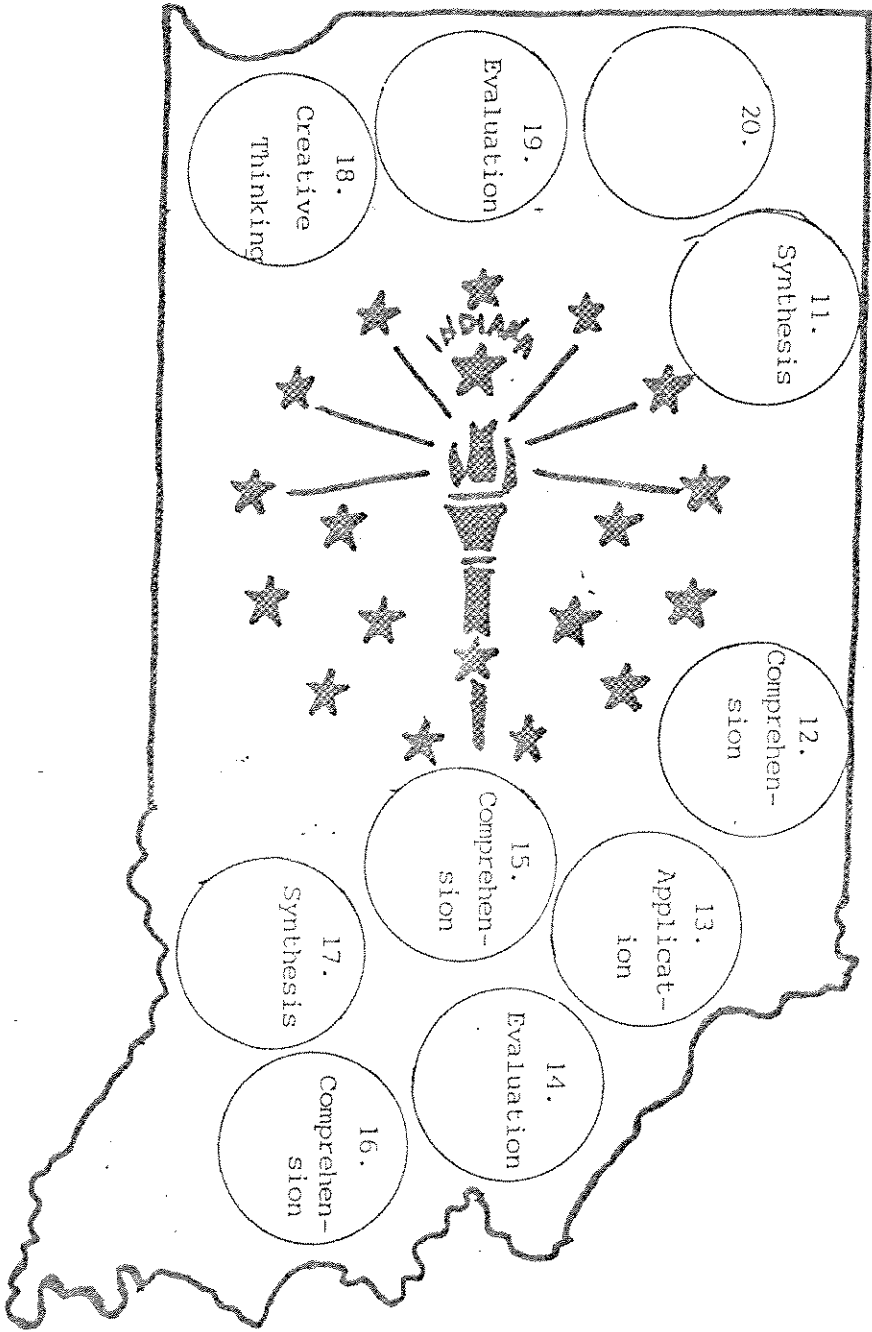 20.
19.
Evaluation
18.
Creative
Thinking
11.
Synthesis
INDIANA
12.
Comprehen-
sion
13.
Applicat-
ion
15.
Comprehen-
sion
14.
Evaluation
17.
Synthesis
16.
Comprehen-
sion